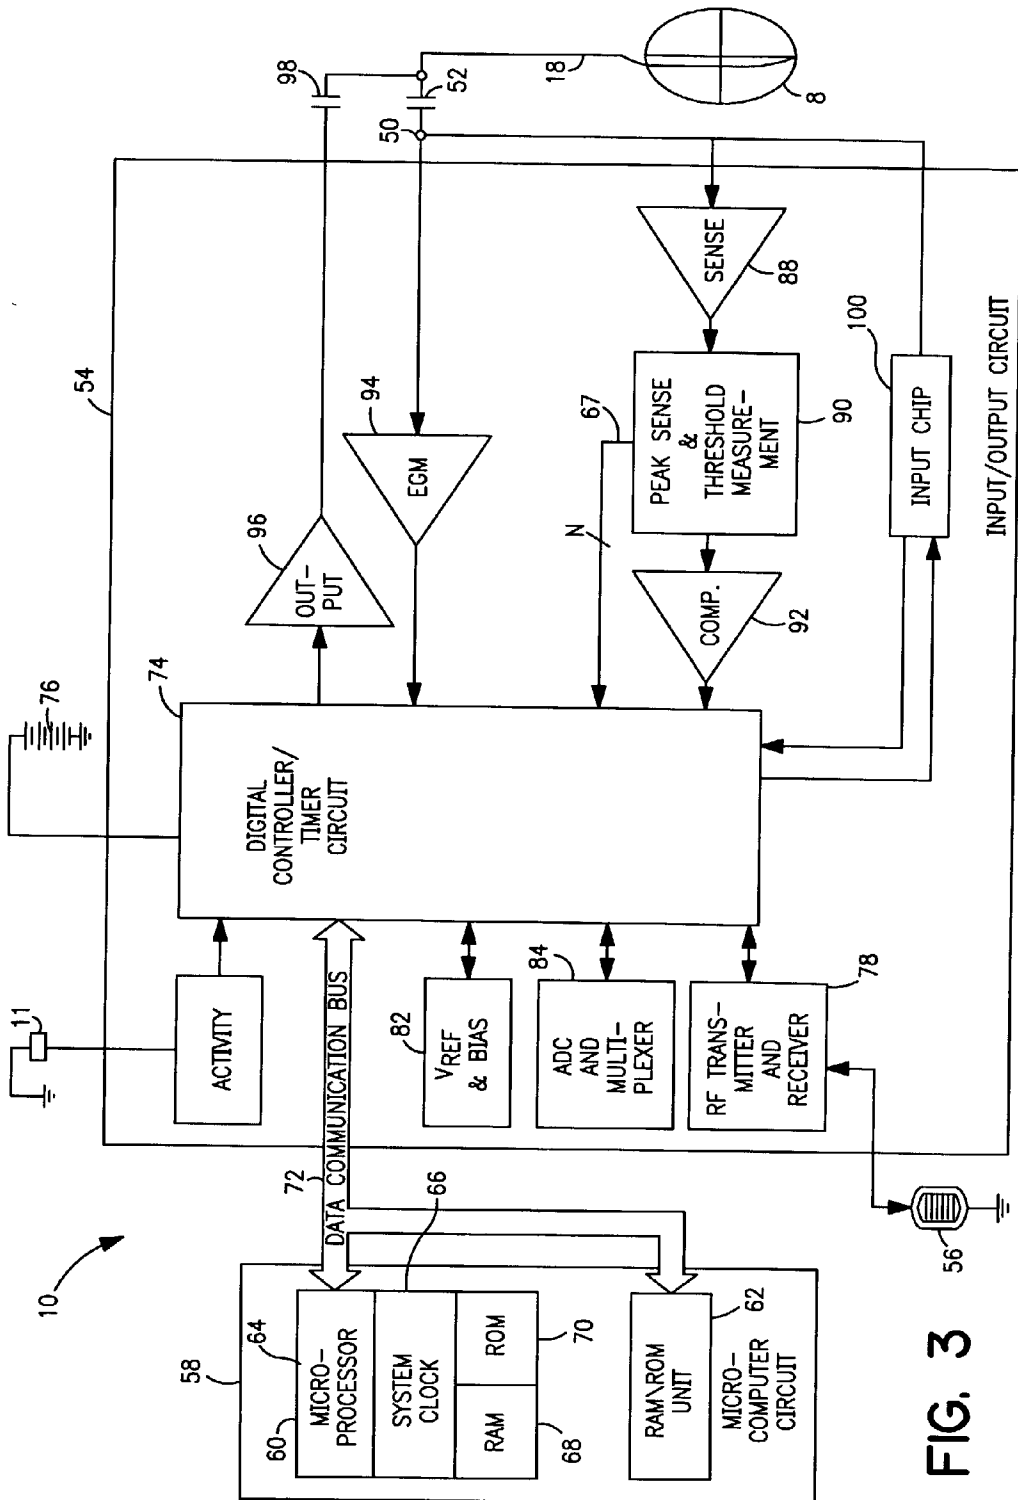 10
58
60
64
MICRO-
PROCESSOR
SYSTEM
CLOCK
66
RAM
ROM
68
70
RAM\ROM
UNIT
62
MICRO-
COMPUTER
CIRCUIT
72
DATA COMMUNICATION BUS
11
ACTIVITY
54
76
74
DIGITAL
CONTROLLER/
TIMER
CIRCUIT
82
VREF
& BIAS
84
ADC
AND
MULTI-
PLEXER
78
RF TRANS-
MITTER
AND
RECEIVER
56
96
OUT-
PUT
94
EGM
98
50
52
18
8
N
67
PEAK SENSE
&
THRESHOLD
MEASURE-
MENT
90
SENSE
88
COMP.
92
100
INPUT CHIP
INPUT/OUTPUT CIRCUIT
FIG. 3